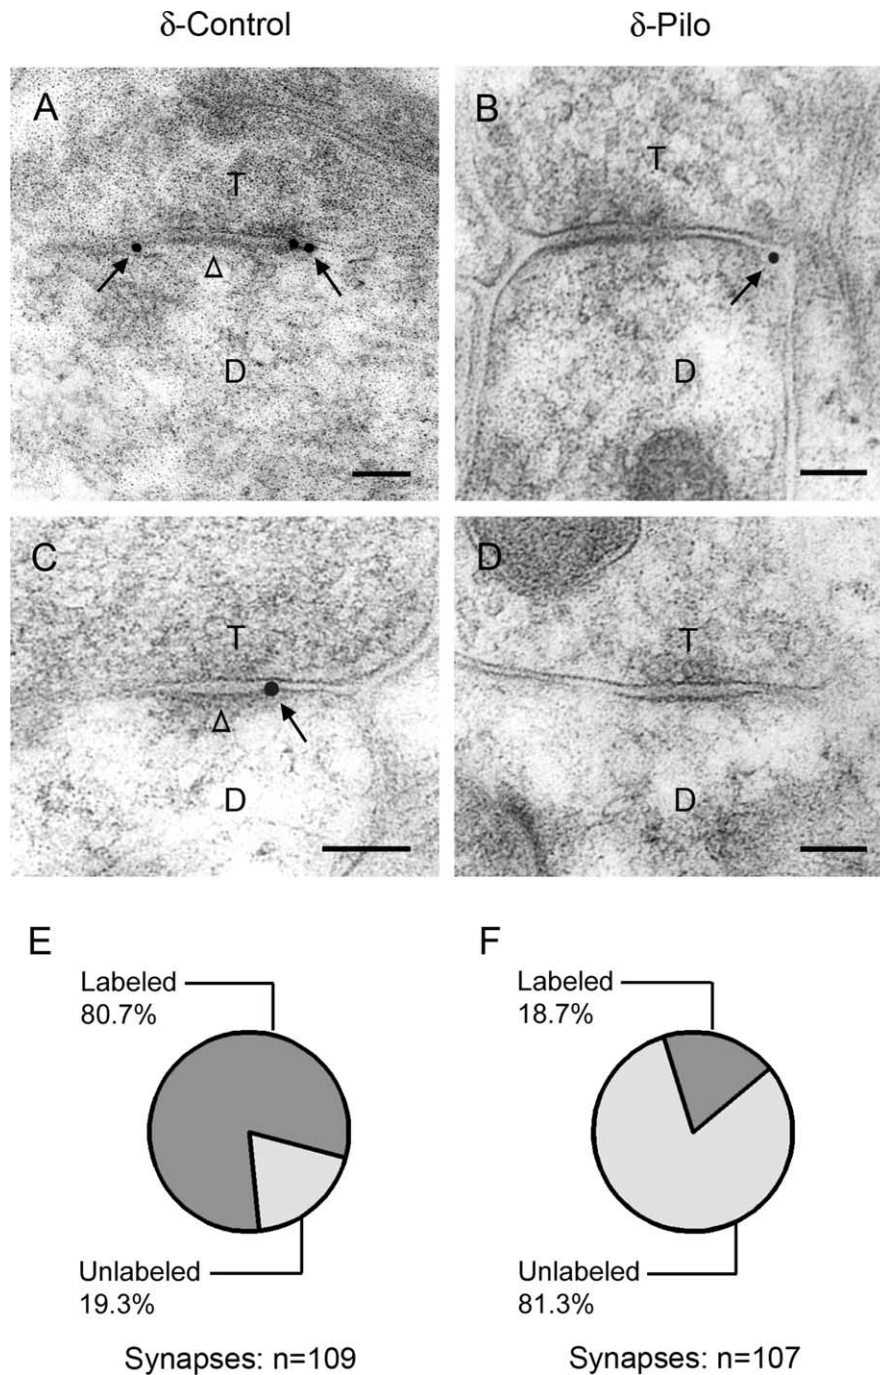 δ-Control
δ-Pilo
A
T
Δ
D
B
T
D
C
T
Δ
D
D
T
D
E
Labeled
80.7%
Unlabeled
19.3%
Synapses: n=109
F
Labeled
18.7%
Unlabeled
81.3%
Synapses: n=107